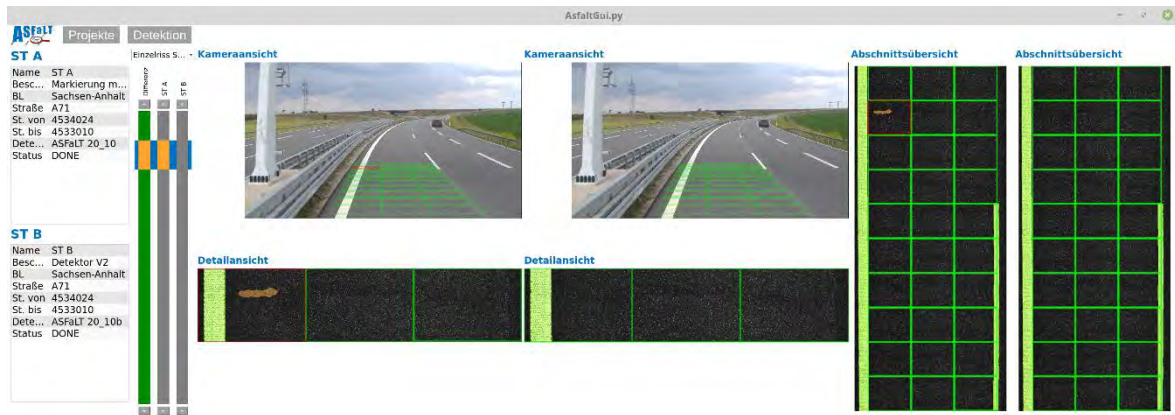 AsfaltGui.py
ASFaLT Projekte Detektion
ST A
Name ST A
Besc... Markierung m...
BL Sachsen-Anhalt
Straße A71
St. von 4534024
St. bis 4533010
Dete... ASFaLT 20_10
Status DONE
ST B
Name ST B
Besc... Detektor V2
BL Sachsen-Anhalt
Straße A71
St. von 4534024
St. bis 4533010
Dete... ASFaLT 20_10b
Status DONE
Einzelriss S...
Differenz
ST A
ST B
Kameraansicht
Kameraansicht
Detailansicht
Detailansicht
Abschnittsübersicht
Abschnittsübersicht